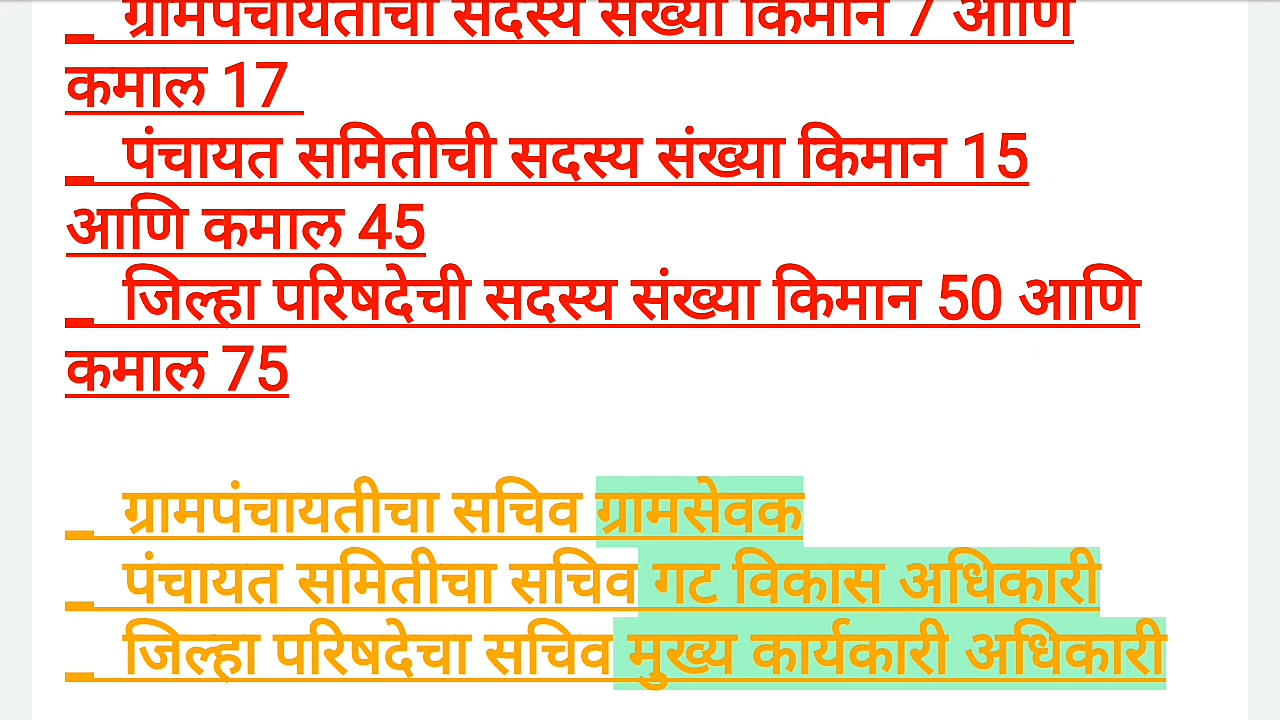 _ ग्रामपंचायतीची सदस्य संख्या किमान 7 आणि
कमाल 17
_ पंचायत समितीची सदस्य संख्या किमान 15
आणि कमाल 45
_ जिल्हा परिषदेची सदस्य संख्या किमान 50 आणि
कमाल 75
_ ग्रामपंचायतीचा सचिव ग्रामसेवक
_ पंचायत समितीचा सचिव गट विकास अधिकारी
_ जिल्हा परिषदेचा सचिव मुख्य कार्यकारी अधिकारी